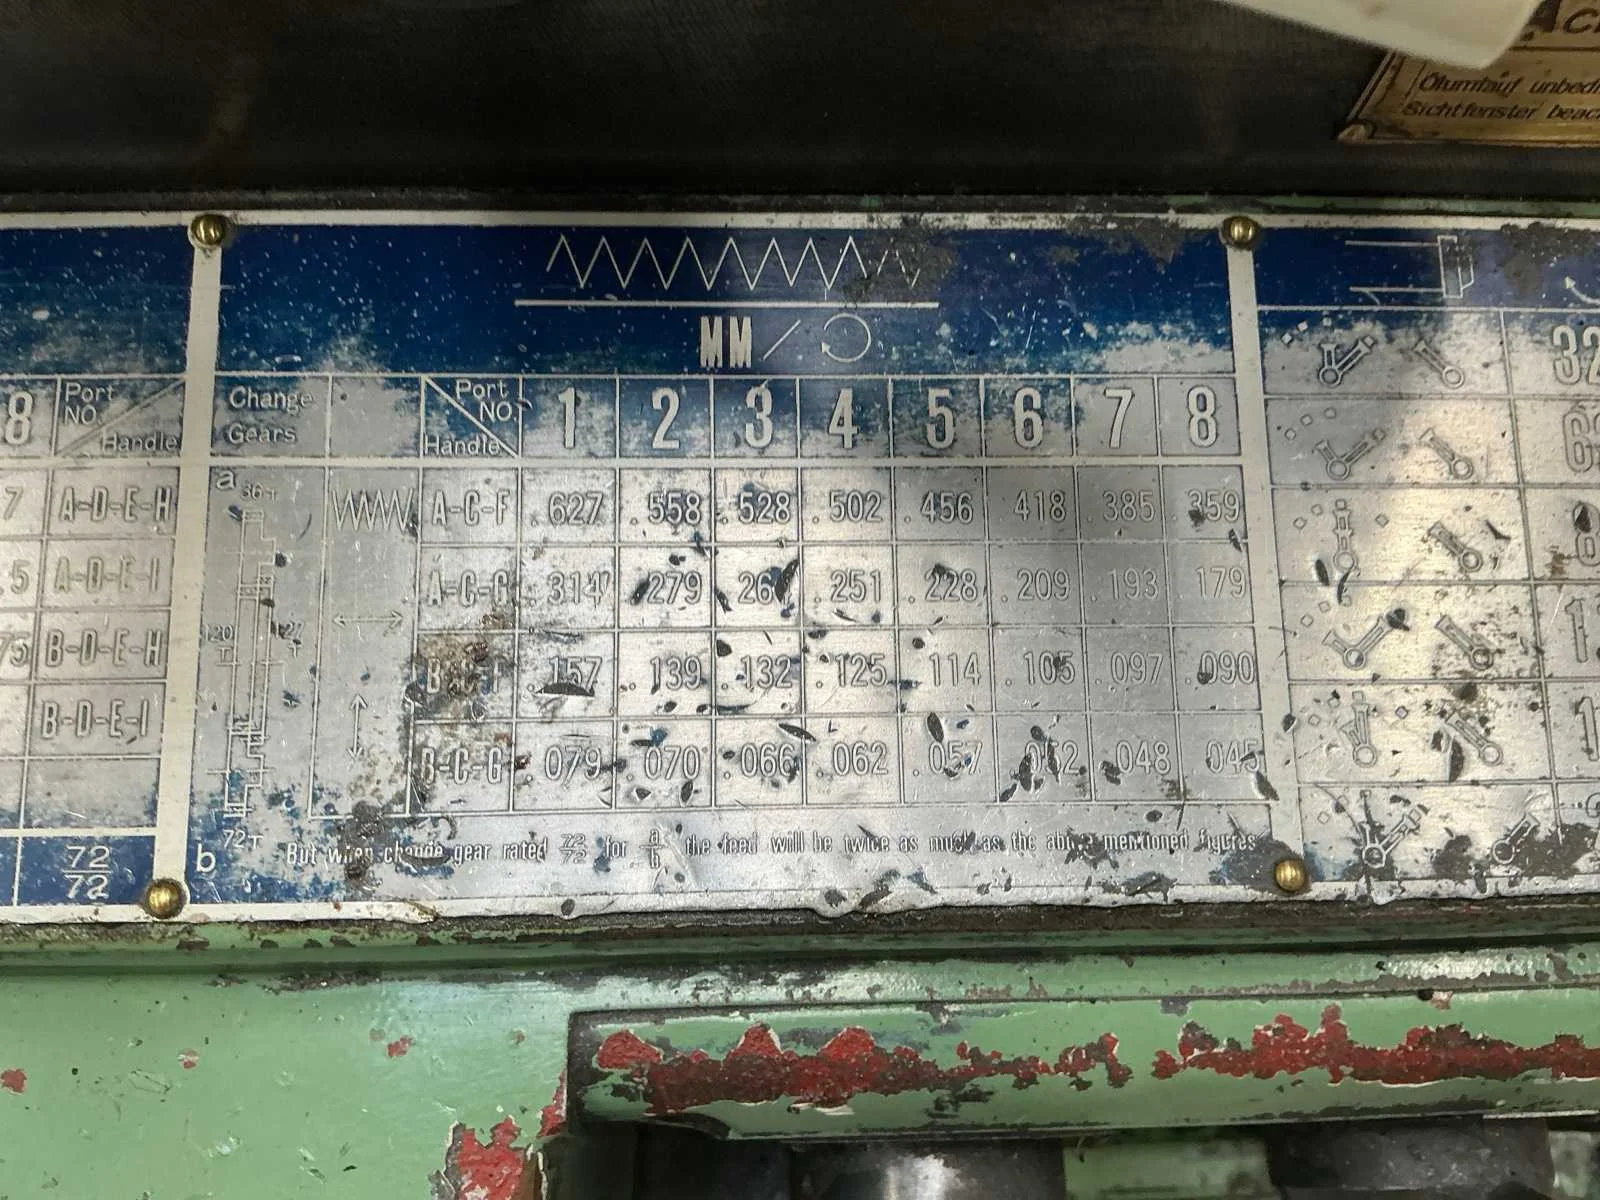 Ölumlauf unbedi
Sichtfenster beac
MM
8 Port NO. Handle
Change Gears Port NO. Handle 1 2 3 4 5 6 7 8
32
7 A-D-E-H
a 36T A-C-F .627 .558 .528 .502 .456 .418 .385 .359
.5 A-D-E-I
A-C-G .314 .279 .251 .228 .209 .193 .179
75 B-D-E-H
120 T 127 T
.157 .139 .132 .125 .114 .105 .097 .090
B-D-E-I
B-C-G .079 .070 .066 .062 .057 .048 .045
72T
72/72
b But when change gear rated 72/72 for a/b the feed will be twice as much as the above mentioned figures